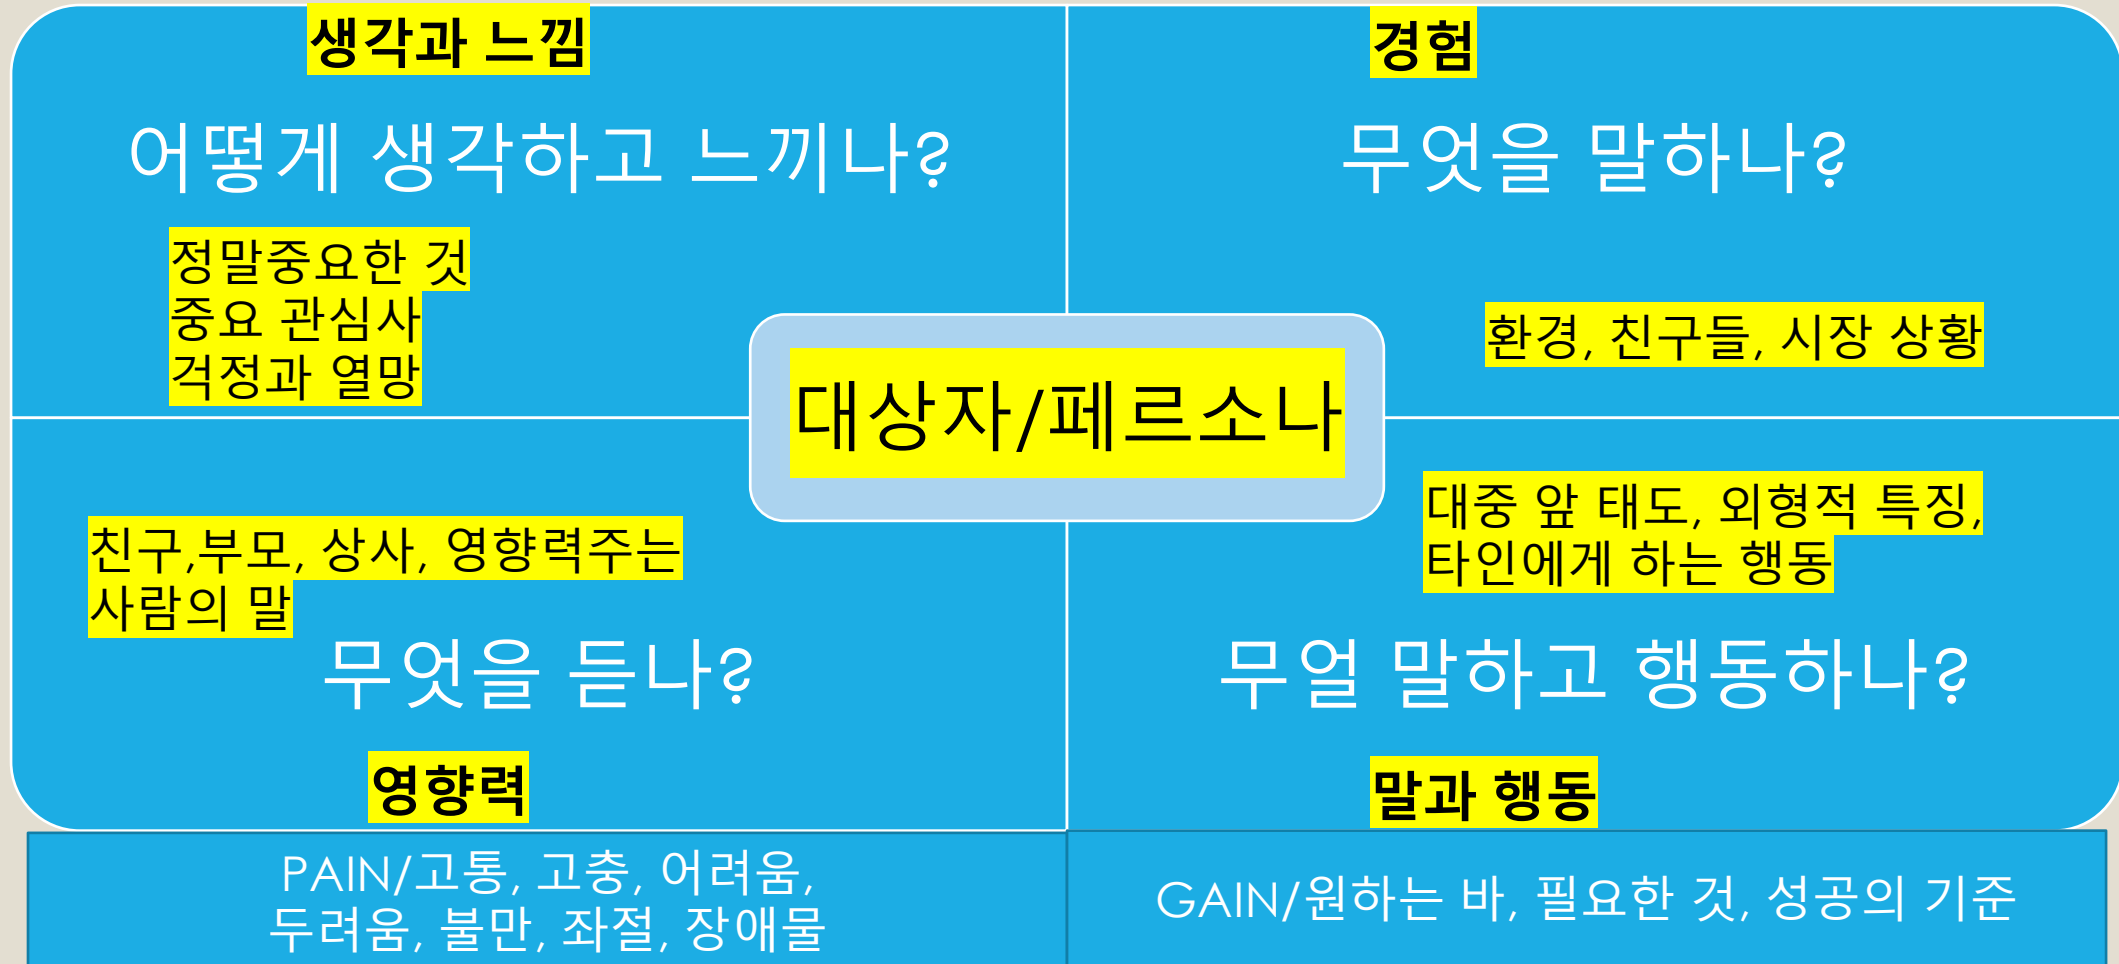 생각과 느낌
어떻게 생각하고 느끼나?
정말중요한 것
중요 관심사
걱정과 열망
경험
무엇을 말하나?
환경, 친구들, 시장 상황
대상자/페르소나
친구,부모, 상사, 영향력주는
사람의 말
무엇을 듣나?
영향력
대중 앞 태도, 외형적 특징,
타인에게 하는 행동
무얼 말하고 행동하나?
말과 행동
PAIN/고통, 고충, 어려움,
두려움, 불만, 좌절, 장애물
GAIN/원하는 바, 필요한 것, 성공의 기준